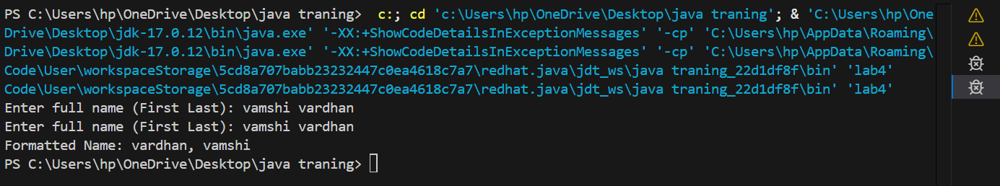 PS C:\Users\hp\OneDrive\Desktop\java traning>  c:; cd 'c:\Users\hp\OneDrive\Desktop\java traning'; & 'C:\Users\hp\One
Drive\Desktop\jdk-17.0.12\bin\java.exe' '-XX:+ShowCodeDetailsInExceptionMessages' '-cp' 'C:\Users\hp\AppData\Roaming\
Drive\Desktop\jdk-17.0.12\bin\java.exe' '-XX:+ShowCodeDetailsInExceptionMessages' '-cp' 'C:\Users\hp\AppData\Roaming\
Code\User\workspaceStorage\5cd8a707babb23232447c0ea4618c7a7\redhat.java\jdt_ws\java traning_22d1df8f\bin' 'lab4'
Code\User\workspaceStorage\5cd8a707babb23232447c0ea4618c7a7\redhat.java\jdt_ws\java traning_22d1df8f\bin' 'lab4'
Enter full name (First Last): vamshi vardhan
Enter full name (First Last): vamshi vardhan
Formatted Name: vardhan, vamshi
PS C:\Users\hp\OneDrive\Desktop\java traning>